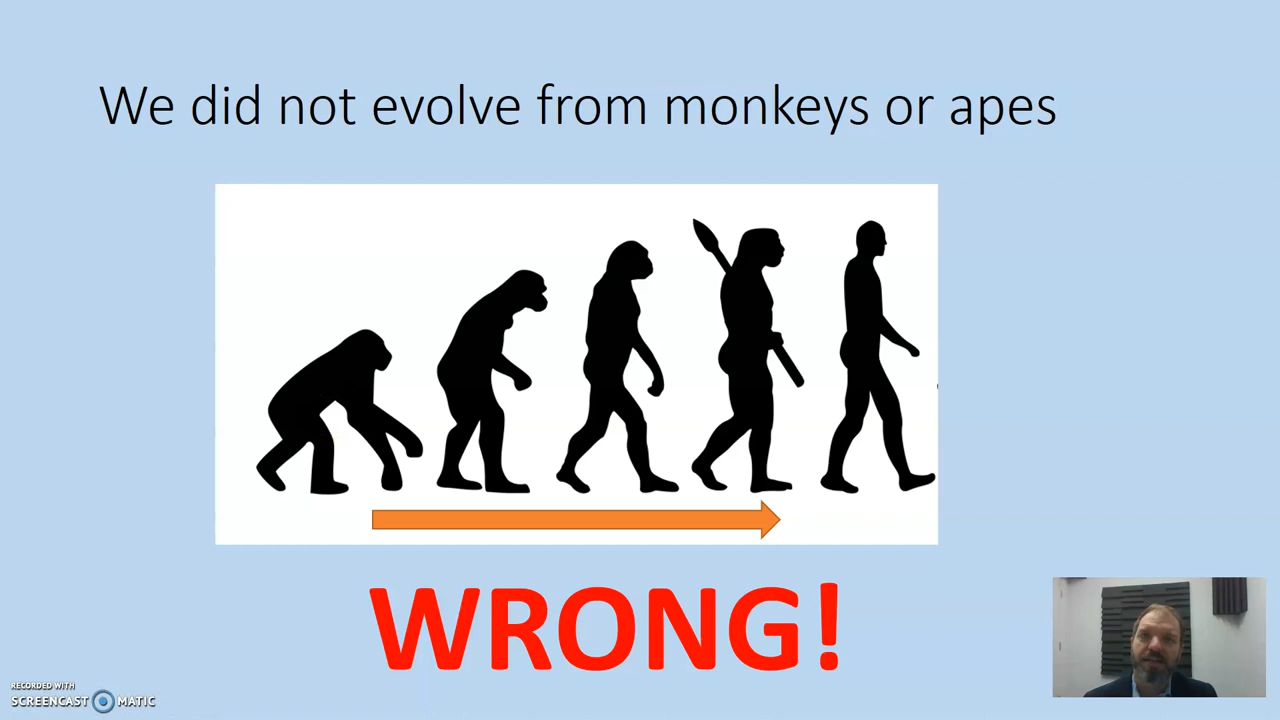 We did not evolve from monkeys or apes
WRONG!
RECORDED WITH
SCREENCAST MATIC